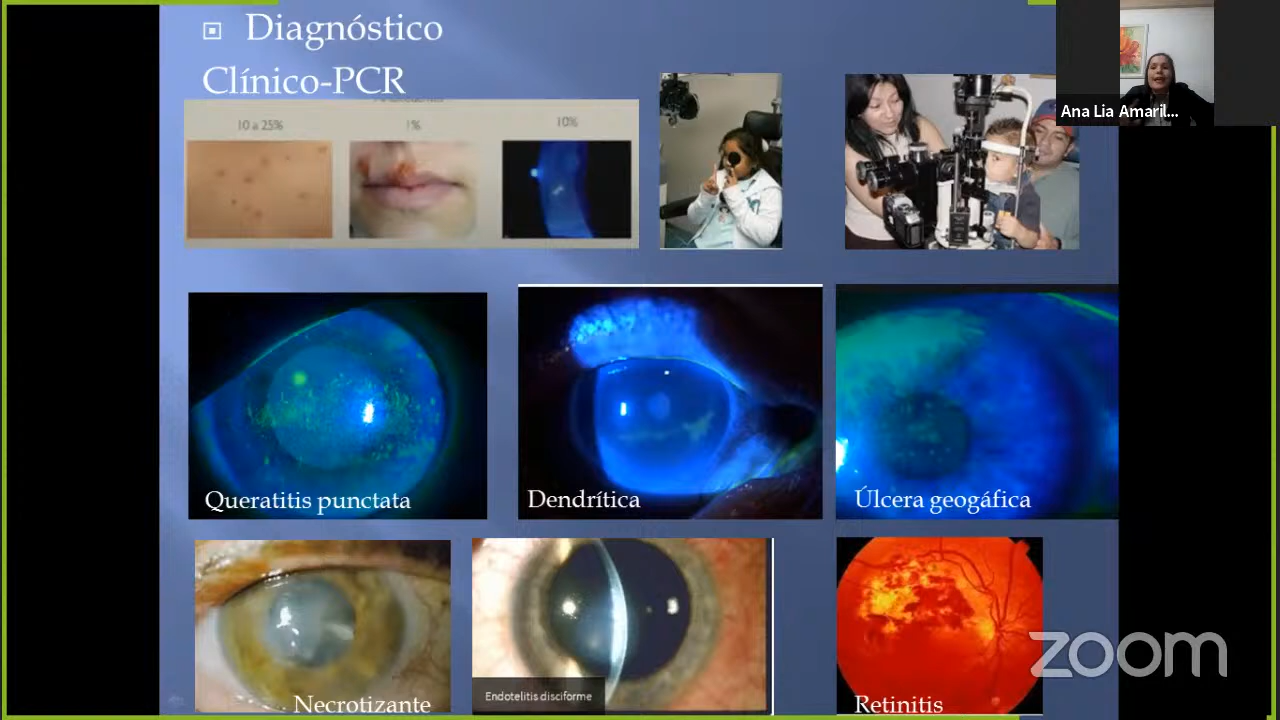 Diagnóstico
Clínico-PCR
10 a 25%
1%
10%
Ana Lia Amaril...
Queratitis punctata
Dendrítica
Úlcera geogáfica
Necrotizante
Endotelitis disciforme
Retinitis
zoom